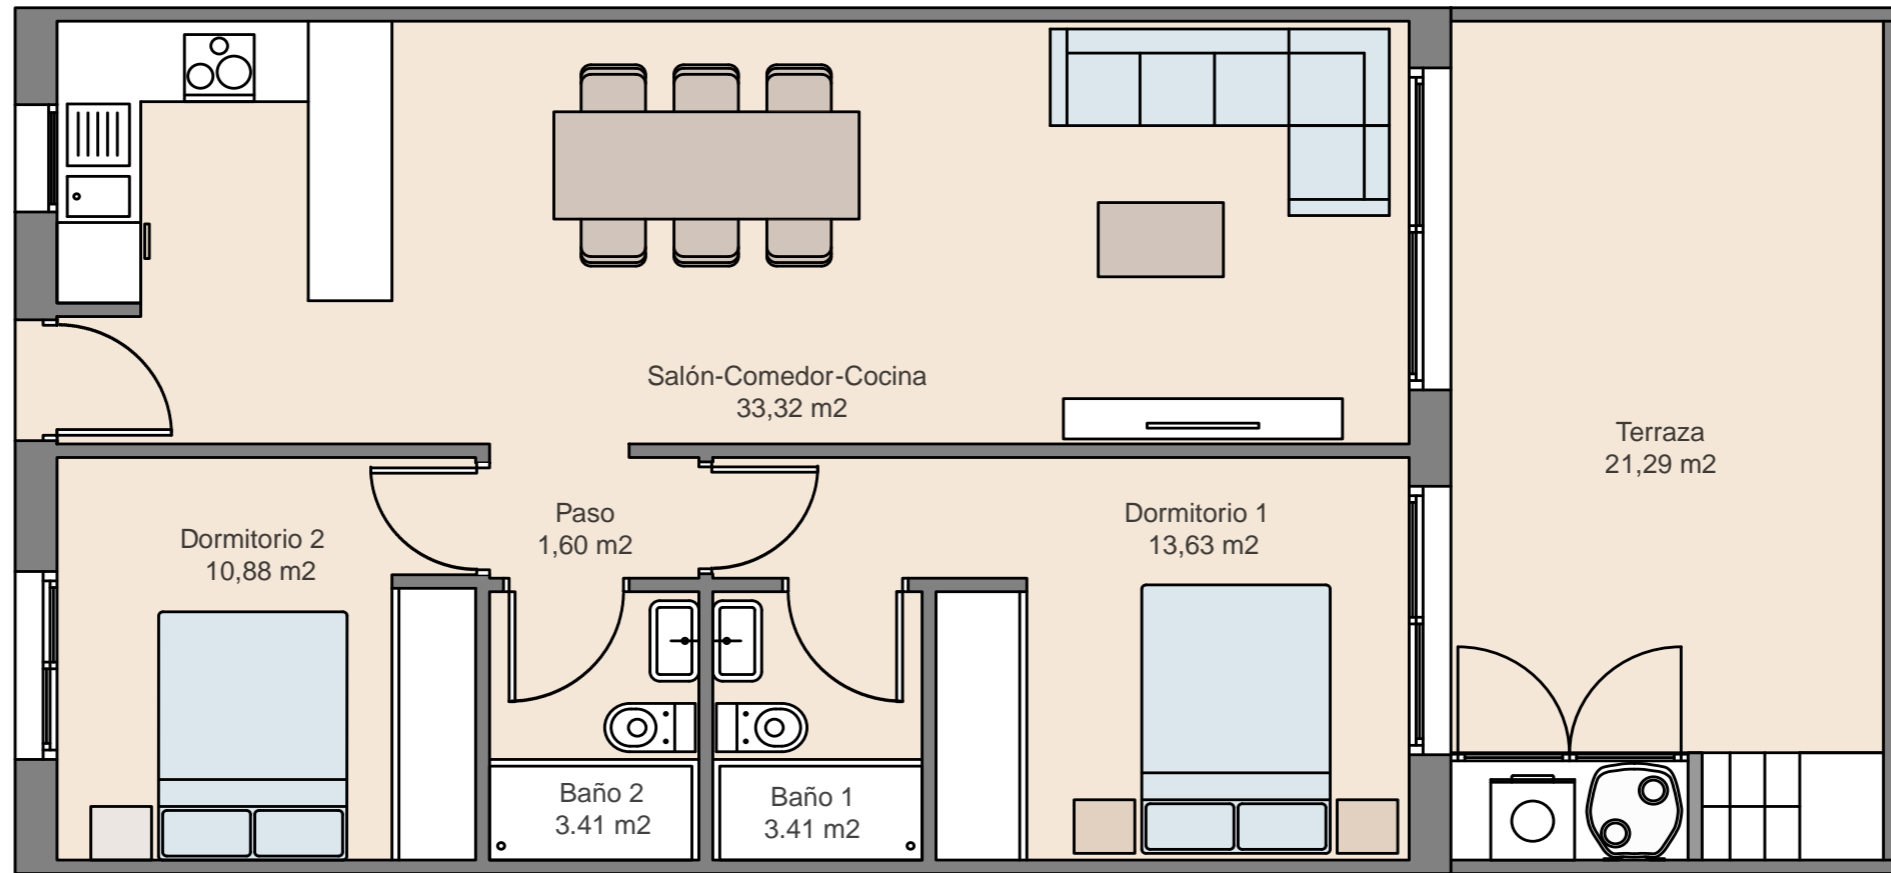 Salón-Comedor-Cocina
33,32 m2
Terraza
21,29 m2
Paso
1,60 m2
Dormitorio 1
13,63 m2
Dormitorio 2
10,88 m2
Baño 2
3.41 m2
Baño 1
3.41 m2